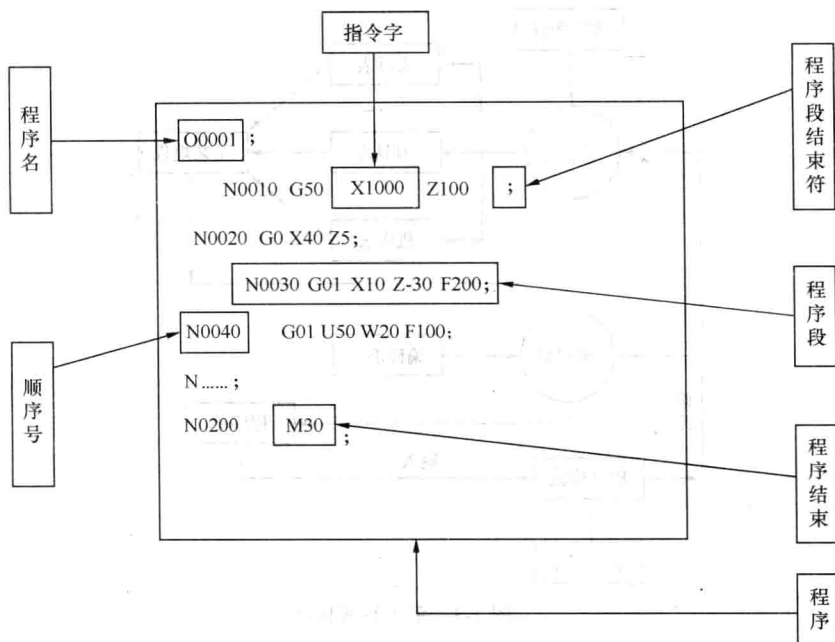 指令字
程序名
程序段结束符
O0001 ;
N0010 G50 X1000 Z100 ;
N0020 G0 X40 Z5;
N0030 G01 X10 Z-30 F200;
程序段
N0040 G01 U50 W20 F100;
顺序号
N......;
N0200 M30 ;
程序结束
程序